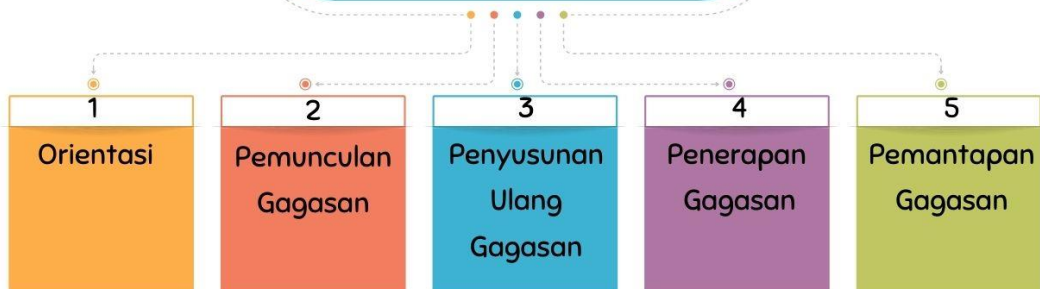 1
Orientasi
2
Pemunculan
Gagasan
3
Penyusunan
Ulang
Gagasan
4
Penerapan
Gagasan
5
Pemantapan
Gagasan